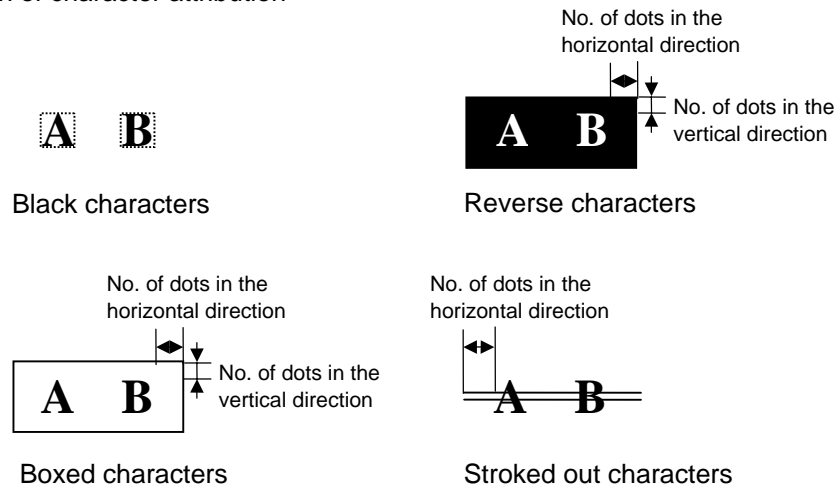 of character attribution
No. of dots in the
horizontal direction
No. of dots in the
vertical direction
A B
A B
Black characters
Reverse characters
No. of dots in the
horizontal direction
No. of dots in the
horizontal direction
No. of dots in the
vertical direction
A B
A B
Boxed characters
Stroked out characters